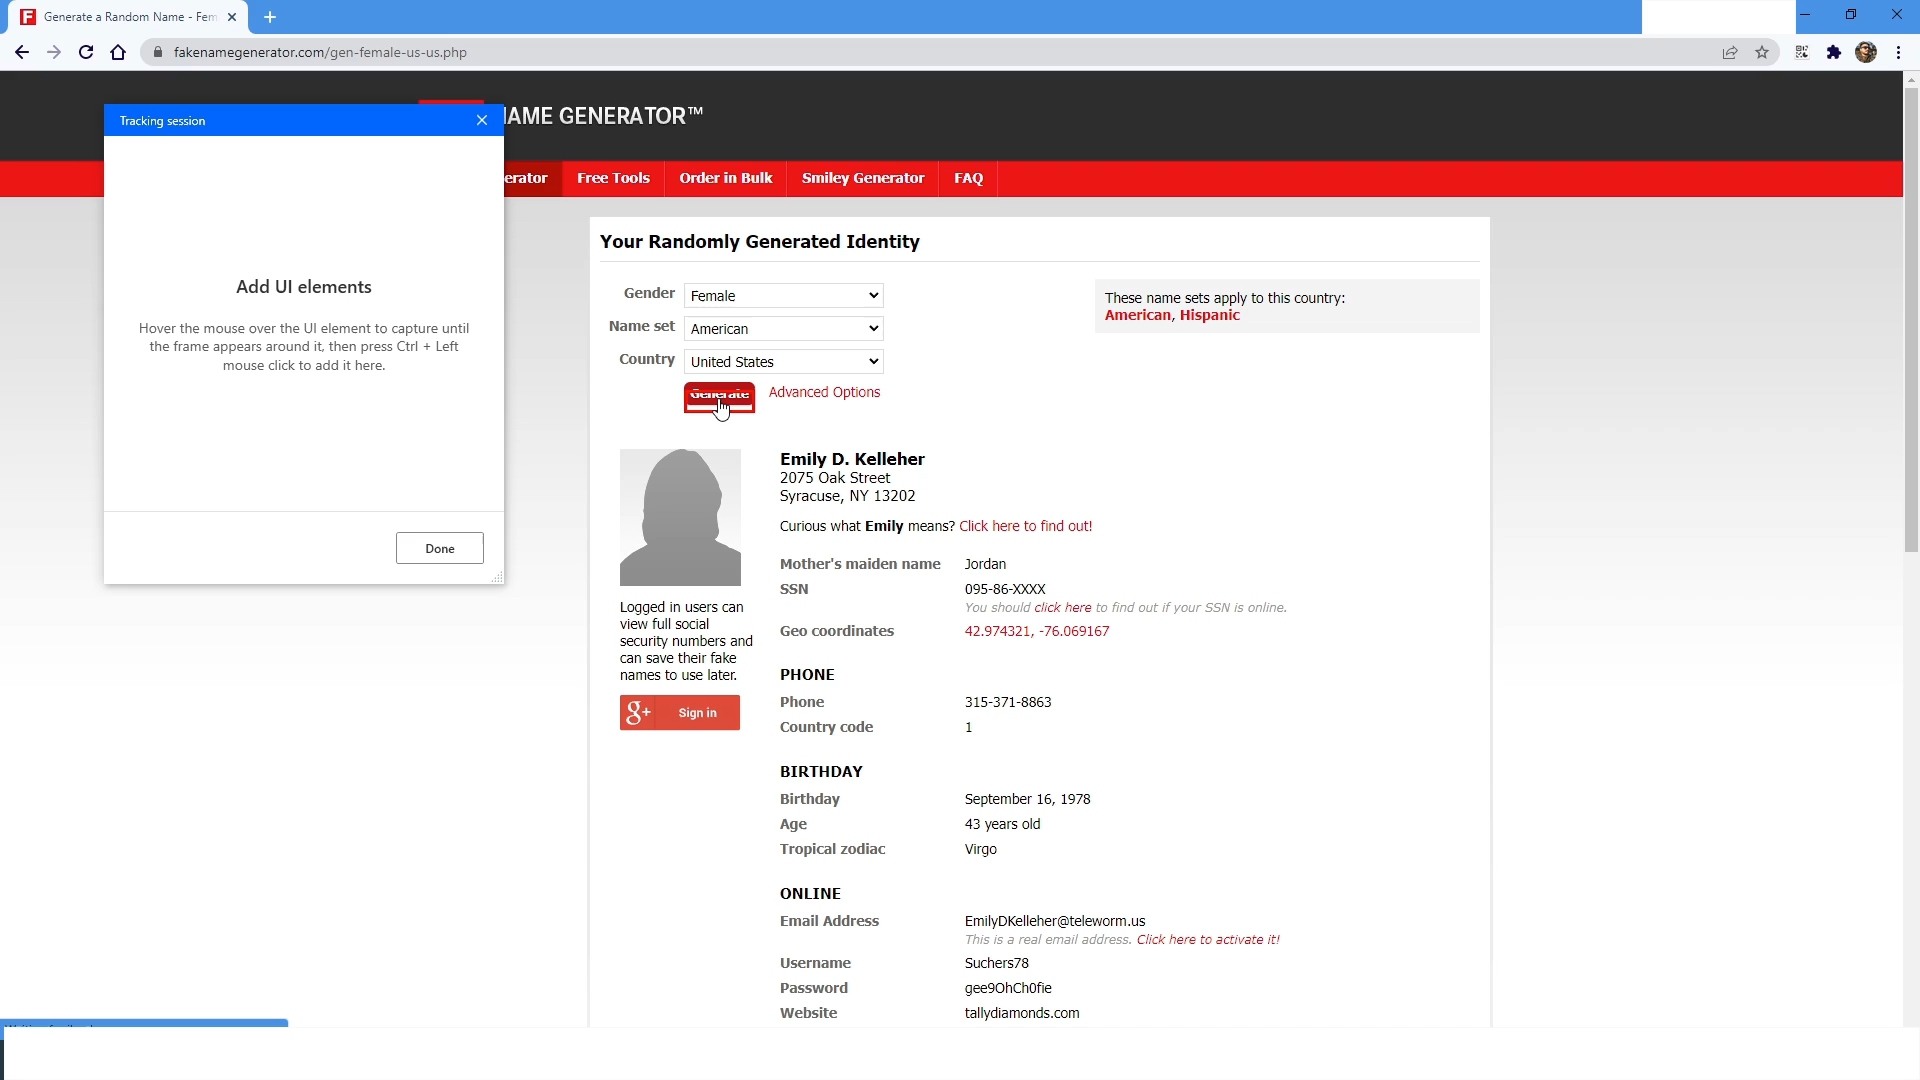 Generate a Random Name - Fem
fakenamegenerator.com/gen-female-us-us.php
Tracking session
AME GENERATOR™
erator
Free Tools
Order in Bulk
Smiley Generator
FAQ
Add UI elements
Hover the mouse over the UI element to capture until
the frame appears around it, then press Ctrl + Left
mouse click to add it here.
Done
Your Randomly Generated Identity
Gender Female
Name set American
Country United States
Generate Advanced Options
These name sets apply to this country:
American, Hispanic
Logged in users can
view full social
security numbers and
can save their fake
names to use later.
g+ Sign in
Emily D. Kelleher
2075 Oak Street
Syracuse, NY 13202
Curious what Emily means? Click here to find out!
Mother's maiden name Jordan
SSN 095-86-XXXX
You should click here to find out if your SSN is online.
Geo coordinates 42.974321, -76.069167
PHONE
Phone 315-371-8863
Country code 1
BIRTHDAY
Birthday September 16, 1978
Age 43 years old
Tropical zodiac Virgo
ONLINE
Email Address EmilyDKelleher@teleworm.us
This is a real email address. Click here to activate it!
Username Suchers78
Password gee9OhCh0fie
Website tallydiamonds.com